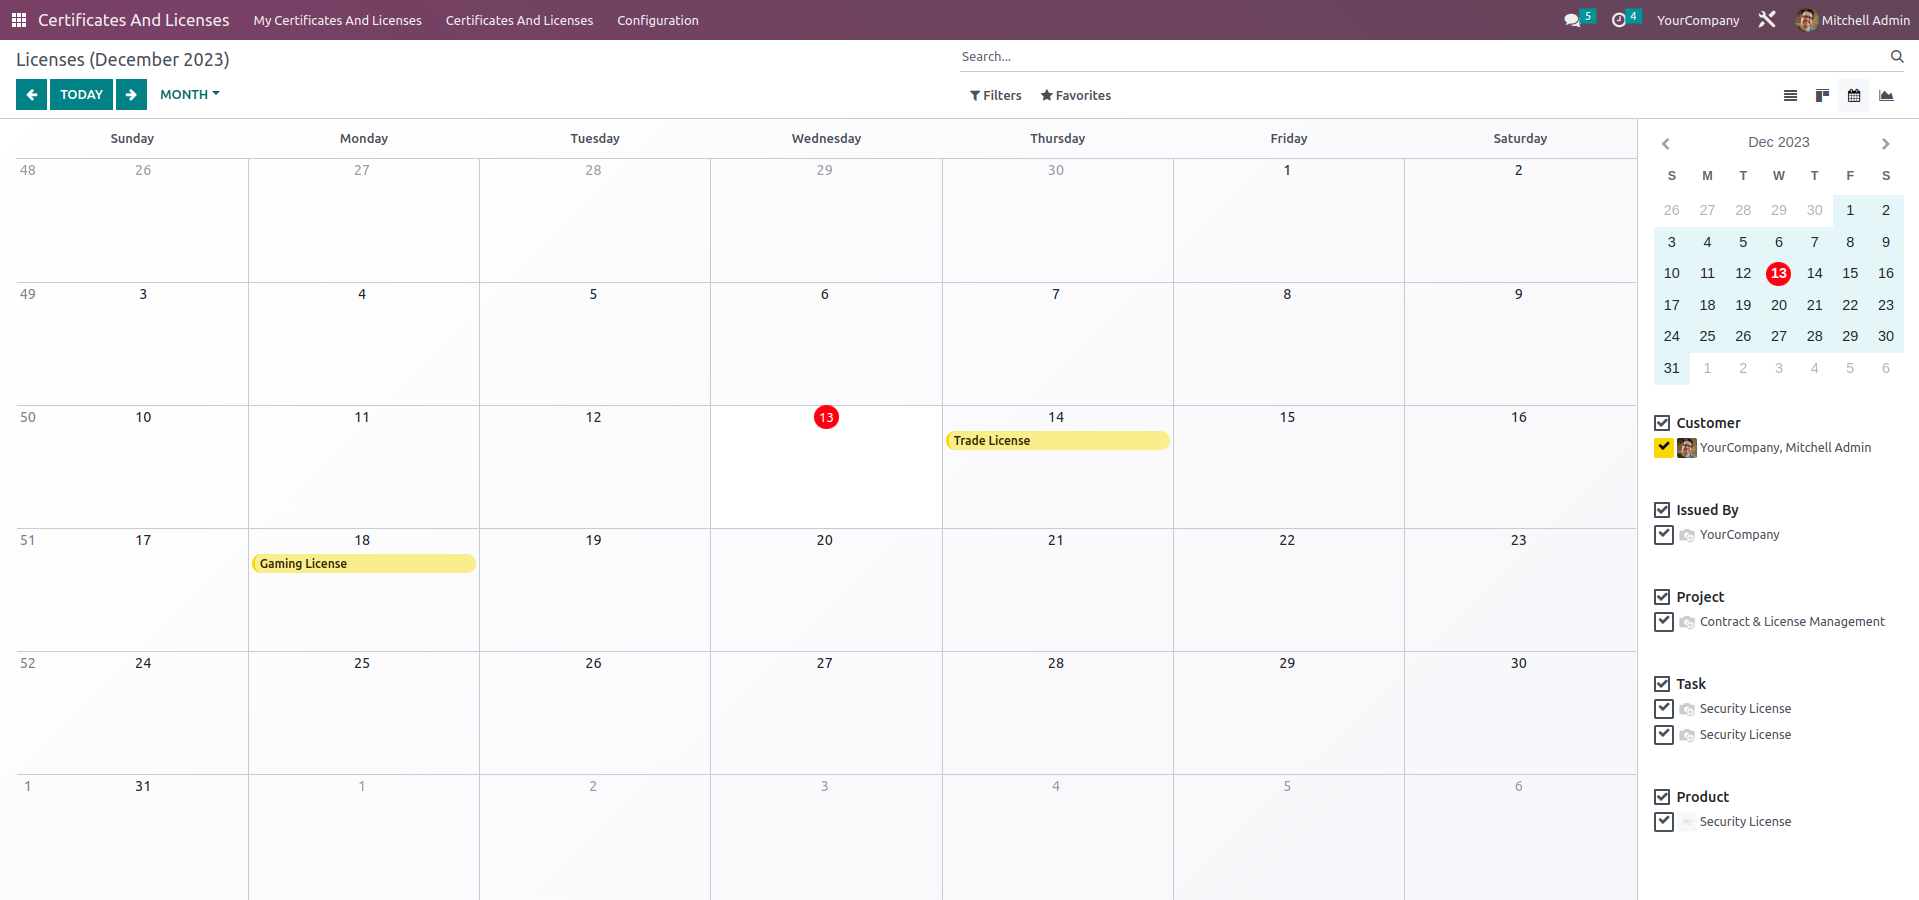 Certificates And Licenses My Certificates And Licenses Certificates And Licenses Configuration 5 4 YourCompany Mitchell Admin
Licenses (December 2023)
Search...
TODAY MONTH
Filters Favorites
Sunday Monday Tuesday Wednesday Thursday Friday Saturday
48 26 27 28 29 30 1 2
49 3 4 5 6 7 8 9
50 10 11 12 13 14 15 16
Trade License
51 17 18 19 20 21 22 23
Gaming License
52 24 25 26 27 28 29 30
1 31 1 2 3 4 5 6
Dec 2023
S M T W T F S
26 27 28 29 30 1 2
3 4 5 6 7 8 9
10 11 12 13 14 15 16
17 18 19 20 21 22 23
24 25 26 27 28 29 30
31 1 2 3 4 5 6
Customer
YourCompany, Mitchell Admin
Issued By
YourCompany
Project
Contract & License Management
Task
Security License
Security License
Product
Security License